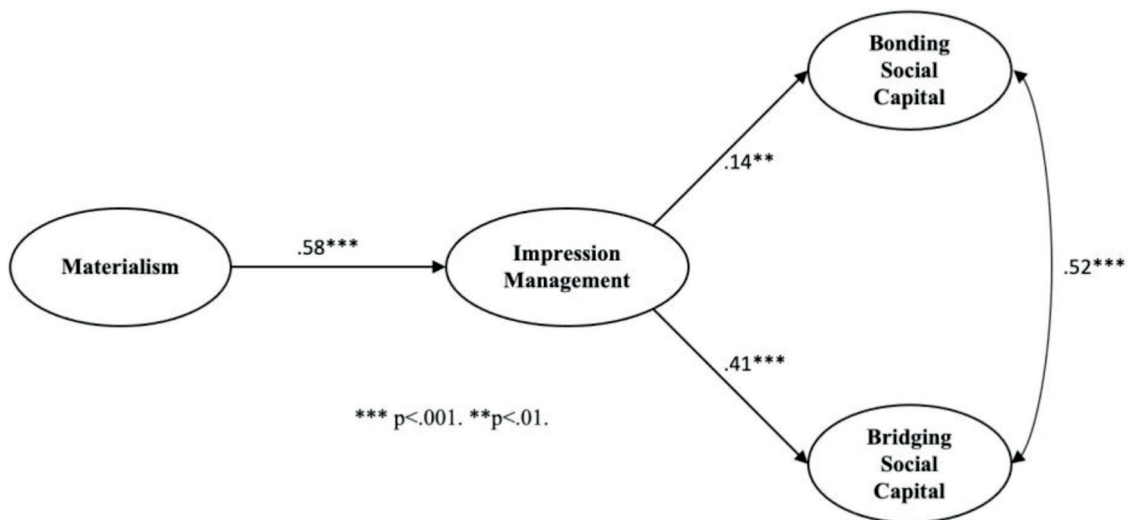 Bonding
Social
Capital
.14**
Materialism
.58***
Impression
Management
.52***
.41***
*** p<.001. **p<.01.
Bridging
Social
Capital